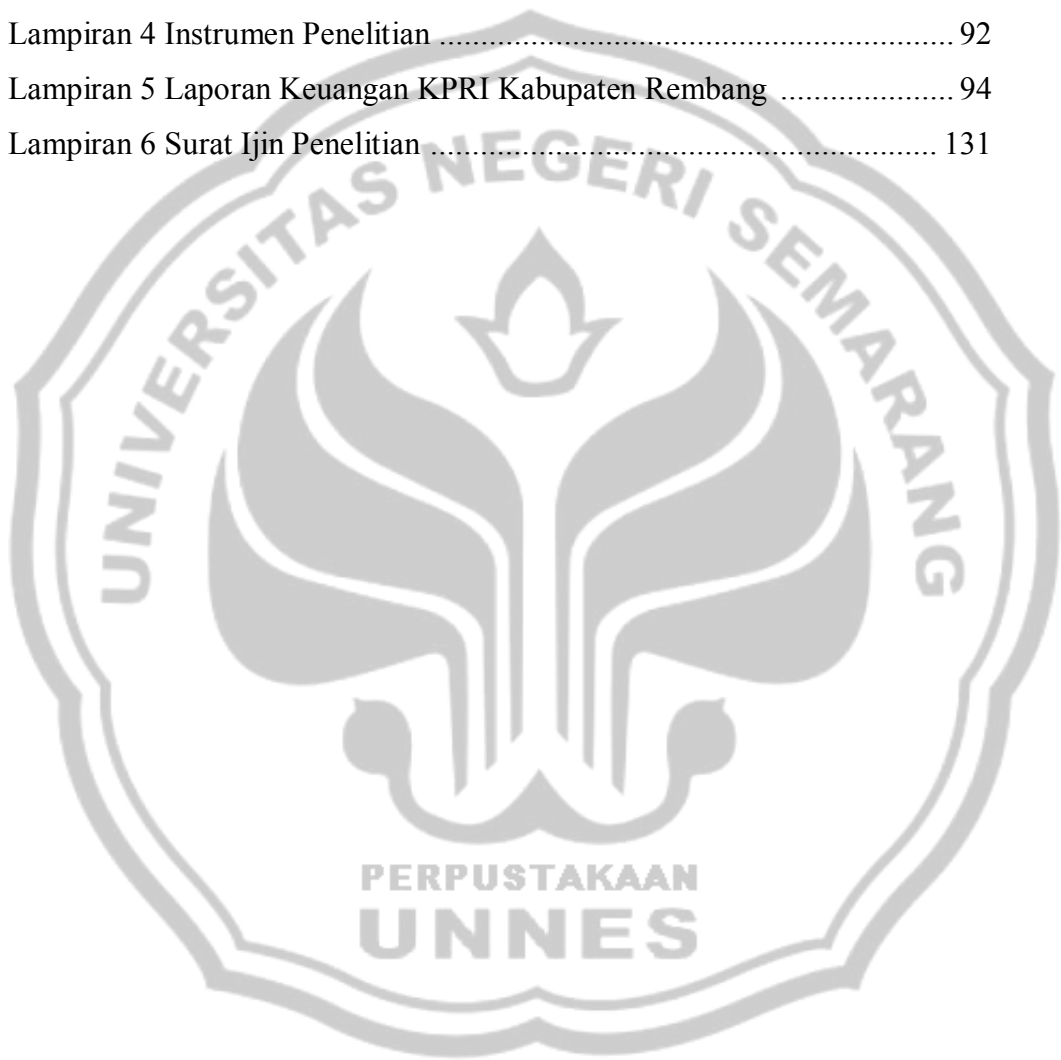 Lampiran 4 Instrumen Penelitian ................................................................ 92
Lampiran 5 Laporan Keuangan KPRI Kabupaten Rembang ..................... 94
Lampiran 6 Surat Ijin Penelitian ............................................................... 131
UNIVERSITAS NEGERI SEMARANG
PERPUSTAKAAN
UNNES